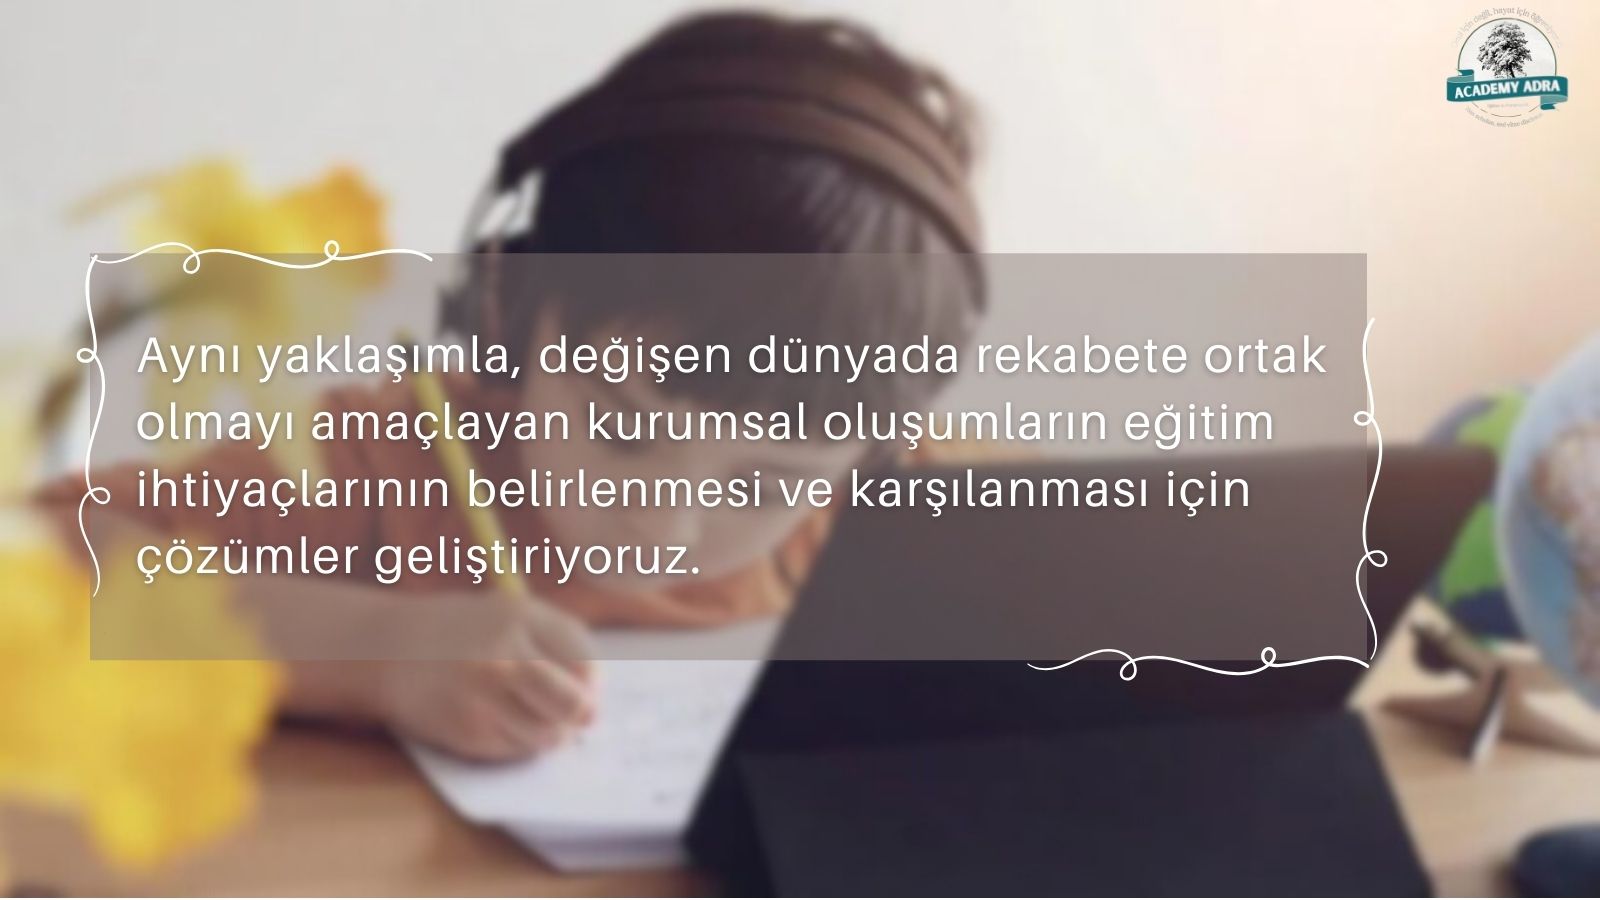 ACADEMY ADRA
Aynı yaklaşımla, değişen dünyada rekabete ortak
olmayı amaçlayan kurumsal oluşumların eğitim
ihtiyaçlarının belirlenmesi ve karşılanması için
çözümler geliştiriyoruz.